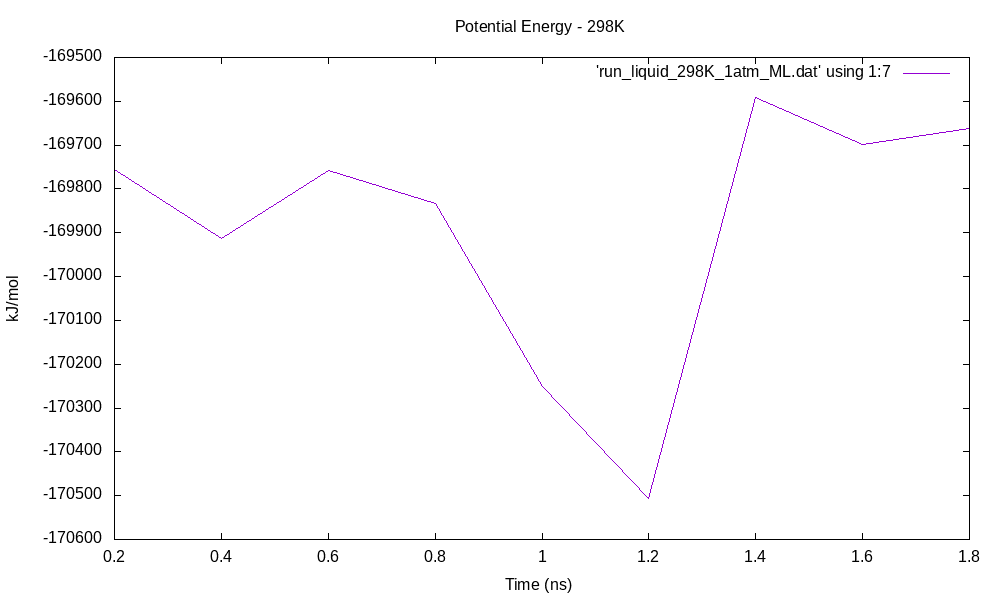 Potential Energy - 298K
'run_liquid_298K_1atm_ML.dat' using 1:7
-169500
-169600
-169700
-169800
-169900
-170000
-170100
-170200
-170300
-170400
-170500
-170600
kJ/mol
0.2 0.4 0.6 0.8 1 1.2 1.4 1.6 1.8
Time (ns)